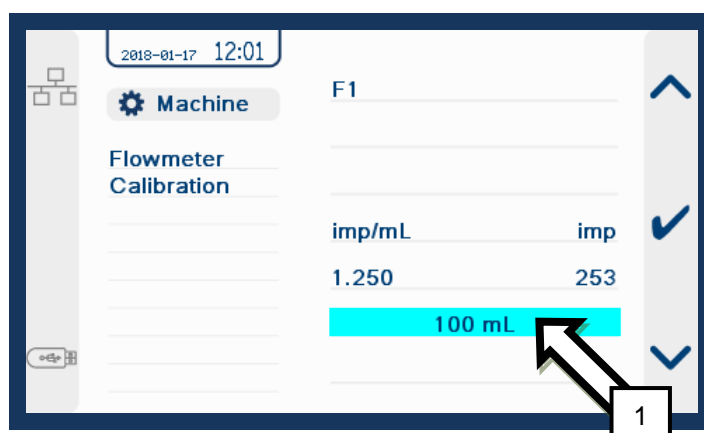 2018-01-17 12:01
Machine
Flowmeter
Calibration
F1
imp/mL imp
1.250 253
100 mL
1